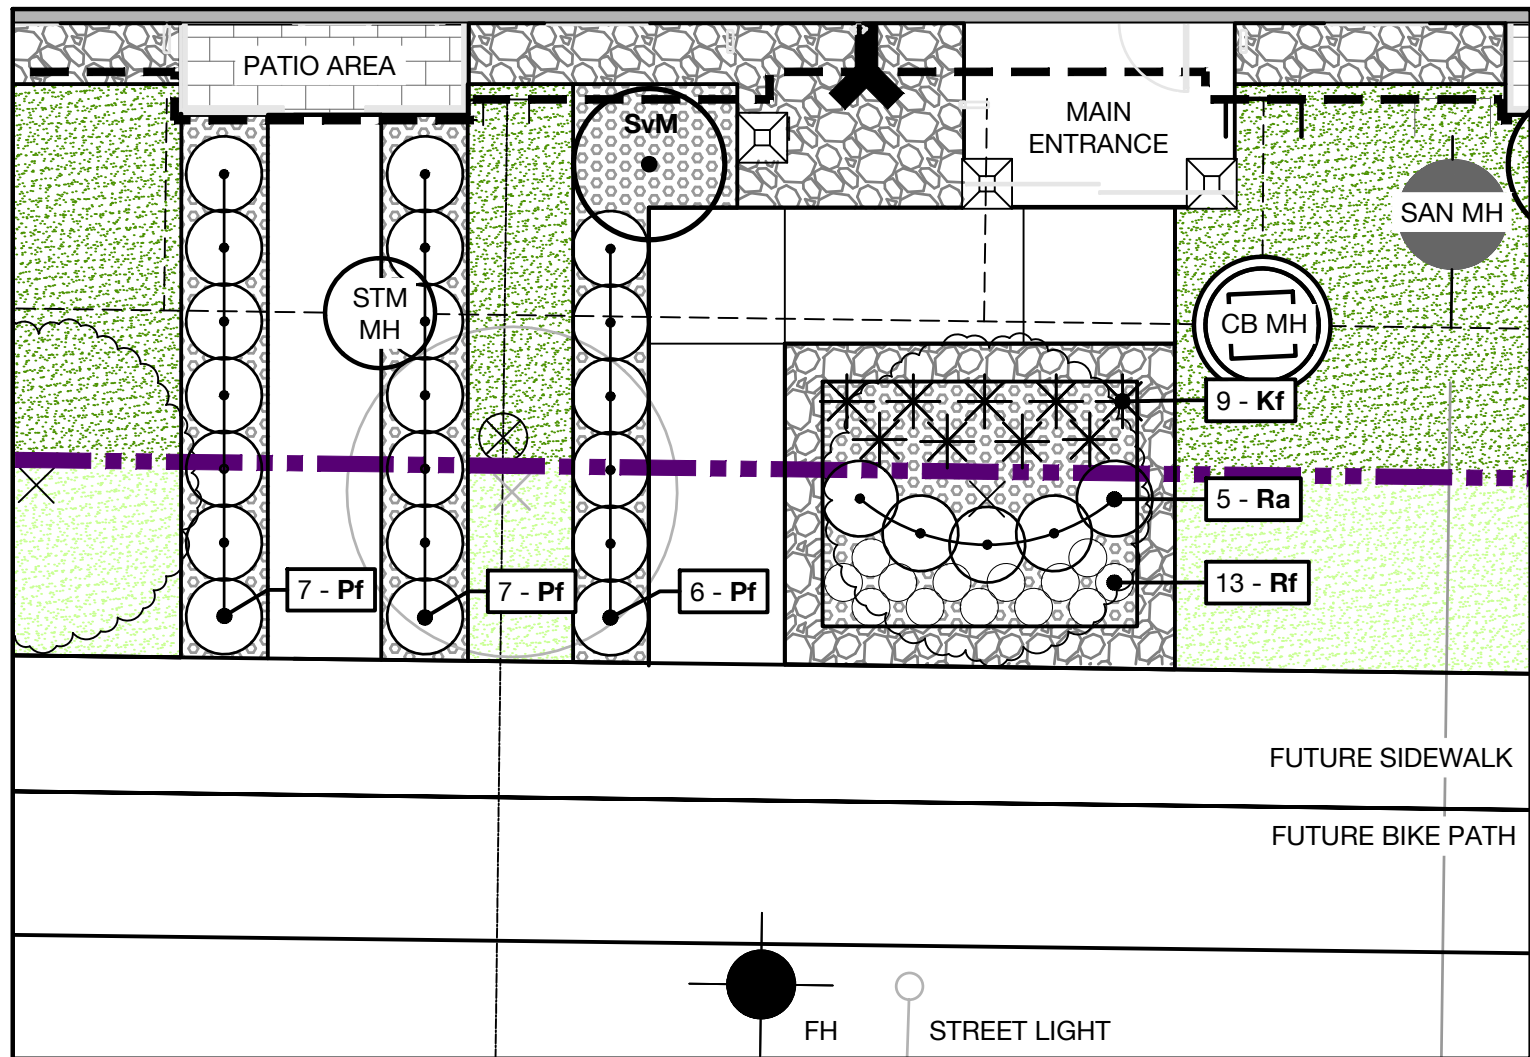 PATIO AREA
SvM
MAIN
ENTRANCE
SAN MH
STM
MH
CB MH
9 - Kf
5 - Ra
7 - Pf
7 - Pf
6 - Pf
13 - Rf
FUTURE SIDEWALK
FUTURE BIKE PATH
FH
STREET LIGHT